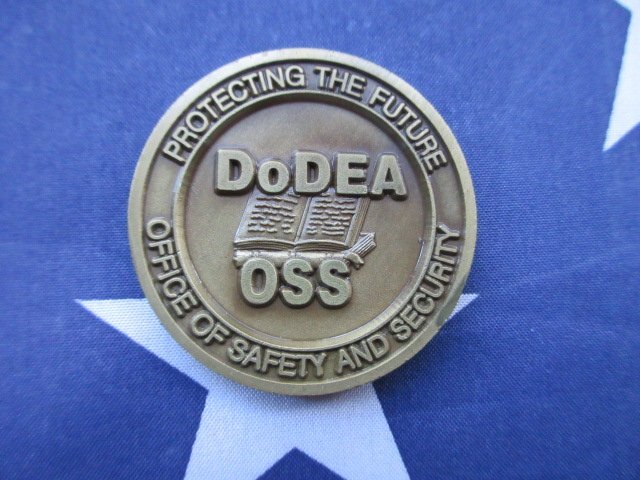 PROTECTING THE FUTURE
DoDEA
OSS
OFFICE OF SAFETY AND SECURITY